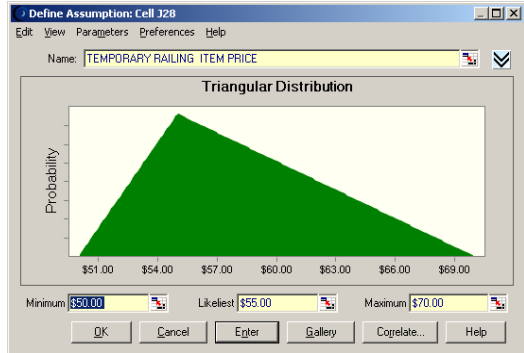 Define Assumption: Cell J28
Edit View Parameters Preferences Help
Name: TEMPORARY RAILING ITEM PRICE
Triangular Distribution
Probability
$51.00 $54.00 $57.00 $60.00 $63.00 $66.00 $69.00
Minimum $50.00 Likeliest $55.00 Maximum $70.00
OK Cancel Enter Gallery Correlate... Help